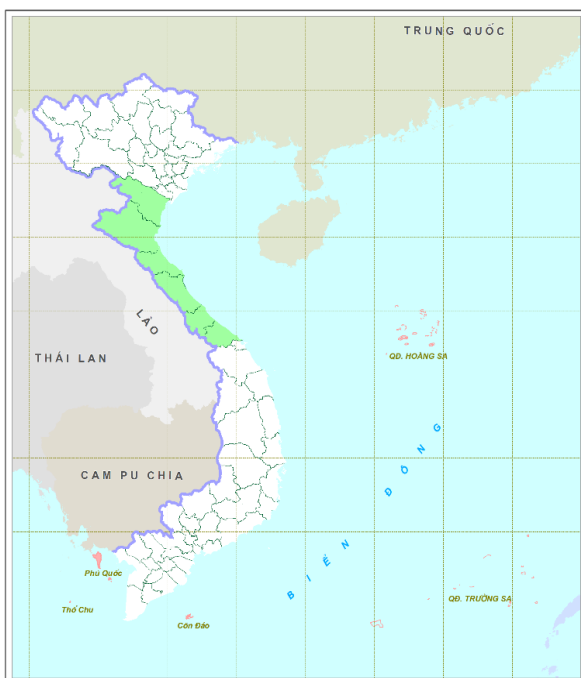 TRUNG QUỐC
LÀO
QĐ. HOÀNG SA
THÁI LAN
BIỂN ĐÔNG
CAM PU CHIA
Phú Quốc
QĐ. TRƯỜNG SA
Thổ Chu
Côn Đảo